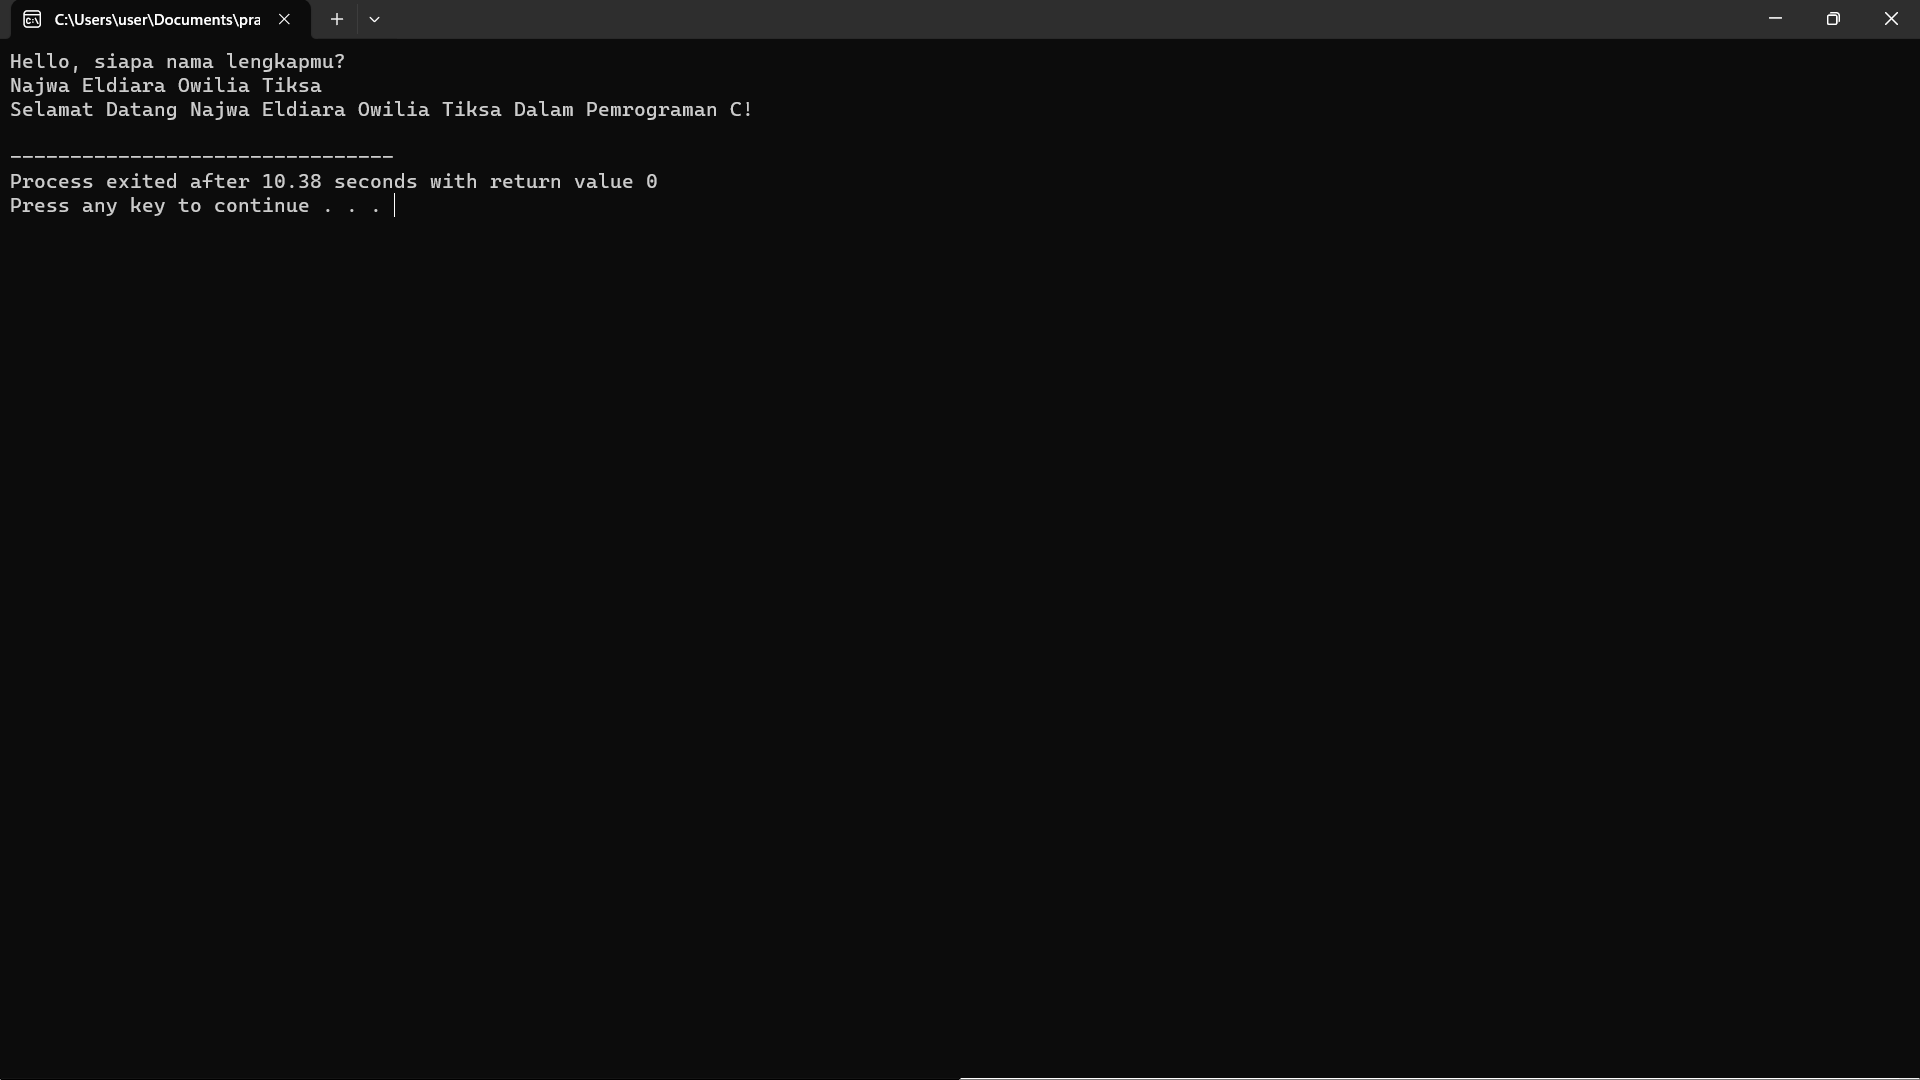 C:\Users\user\Documents\pra
Hello, siapa nama lengkapmu?
Najwa Eldiara Owilia Tiksa
Selamat Datang Najwa Eldiara Owilia Tiksa Dalam Pemrograman C!
--------------------------------
Process exited after 10.38 seconds with return value 0
Press any key to continue . . .